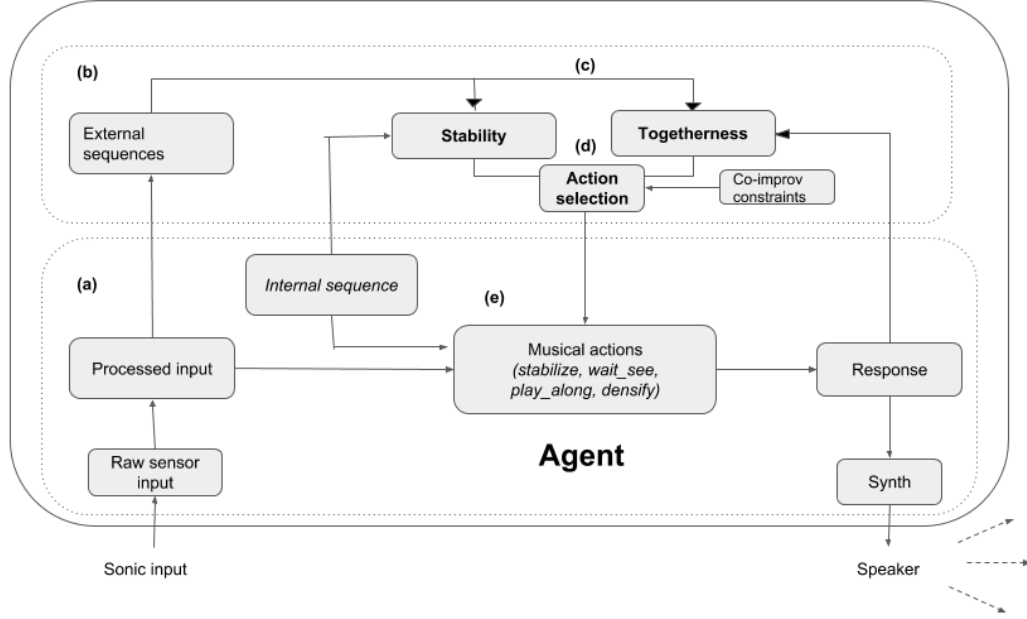 (b)
(c)
External
sequences
Stability
Togetherness
(d)
Action
selection
Co-improv
constraints
(a)
Internal sequence
(e)
Processed input
Musical actions
(stabilize, wait_see,
play_along, densify)
Response
Agent
Raw sensor
input
Synth
Sonic input
Speaker